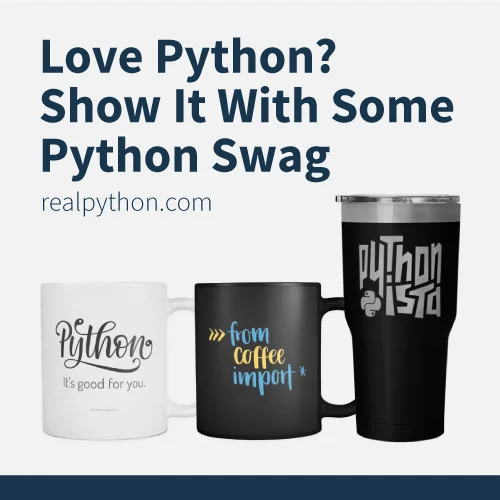 Love Python?
Show It With Some
Python Swag
realpython.com
Python
It's good for you.
>>> from
coffee
import *
python
ista